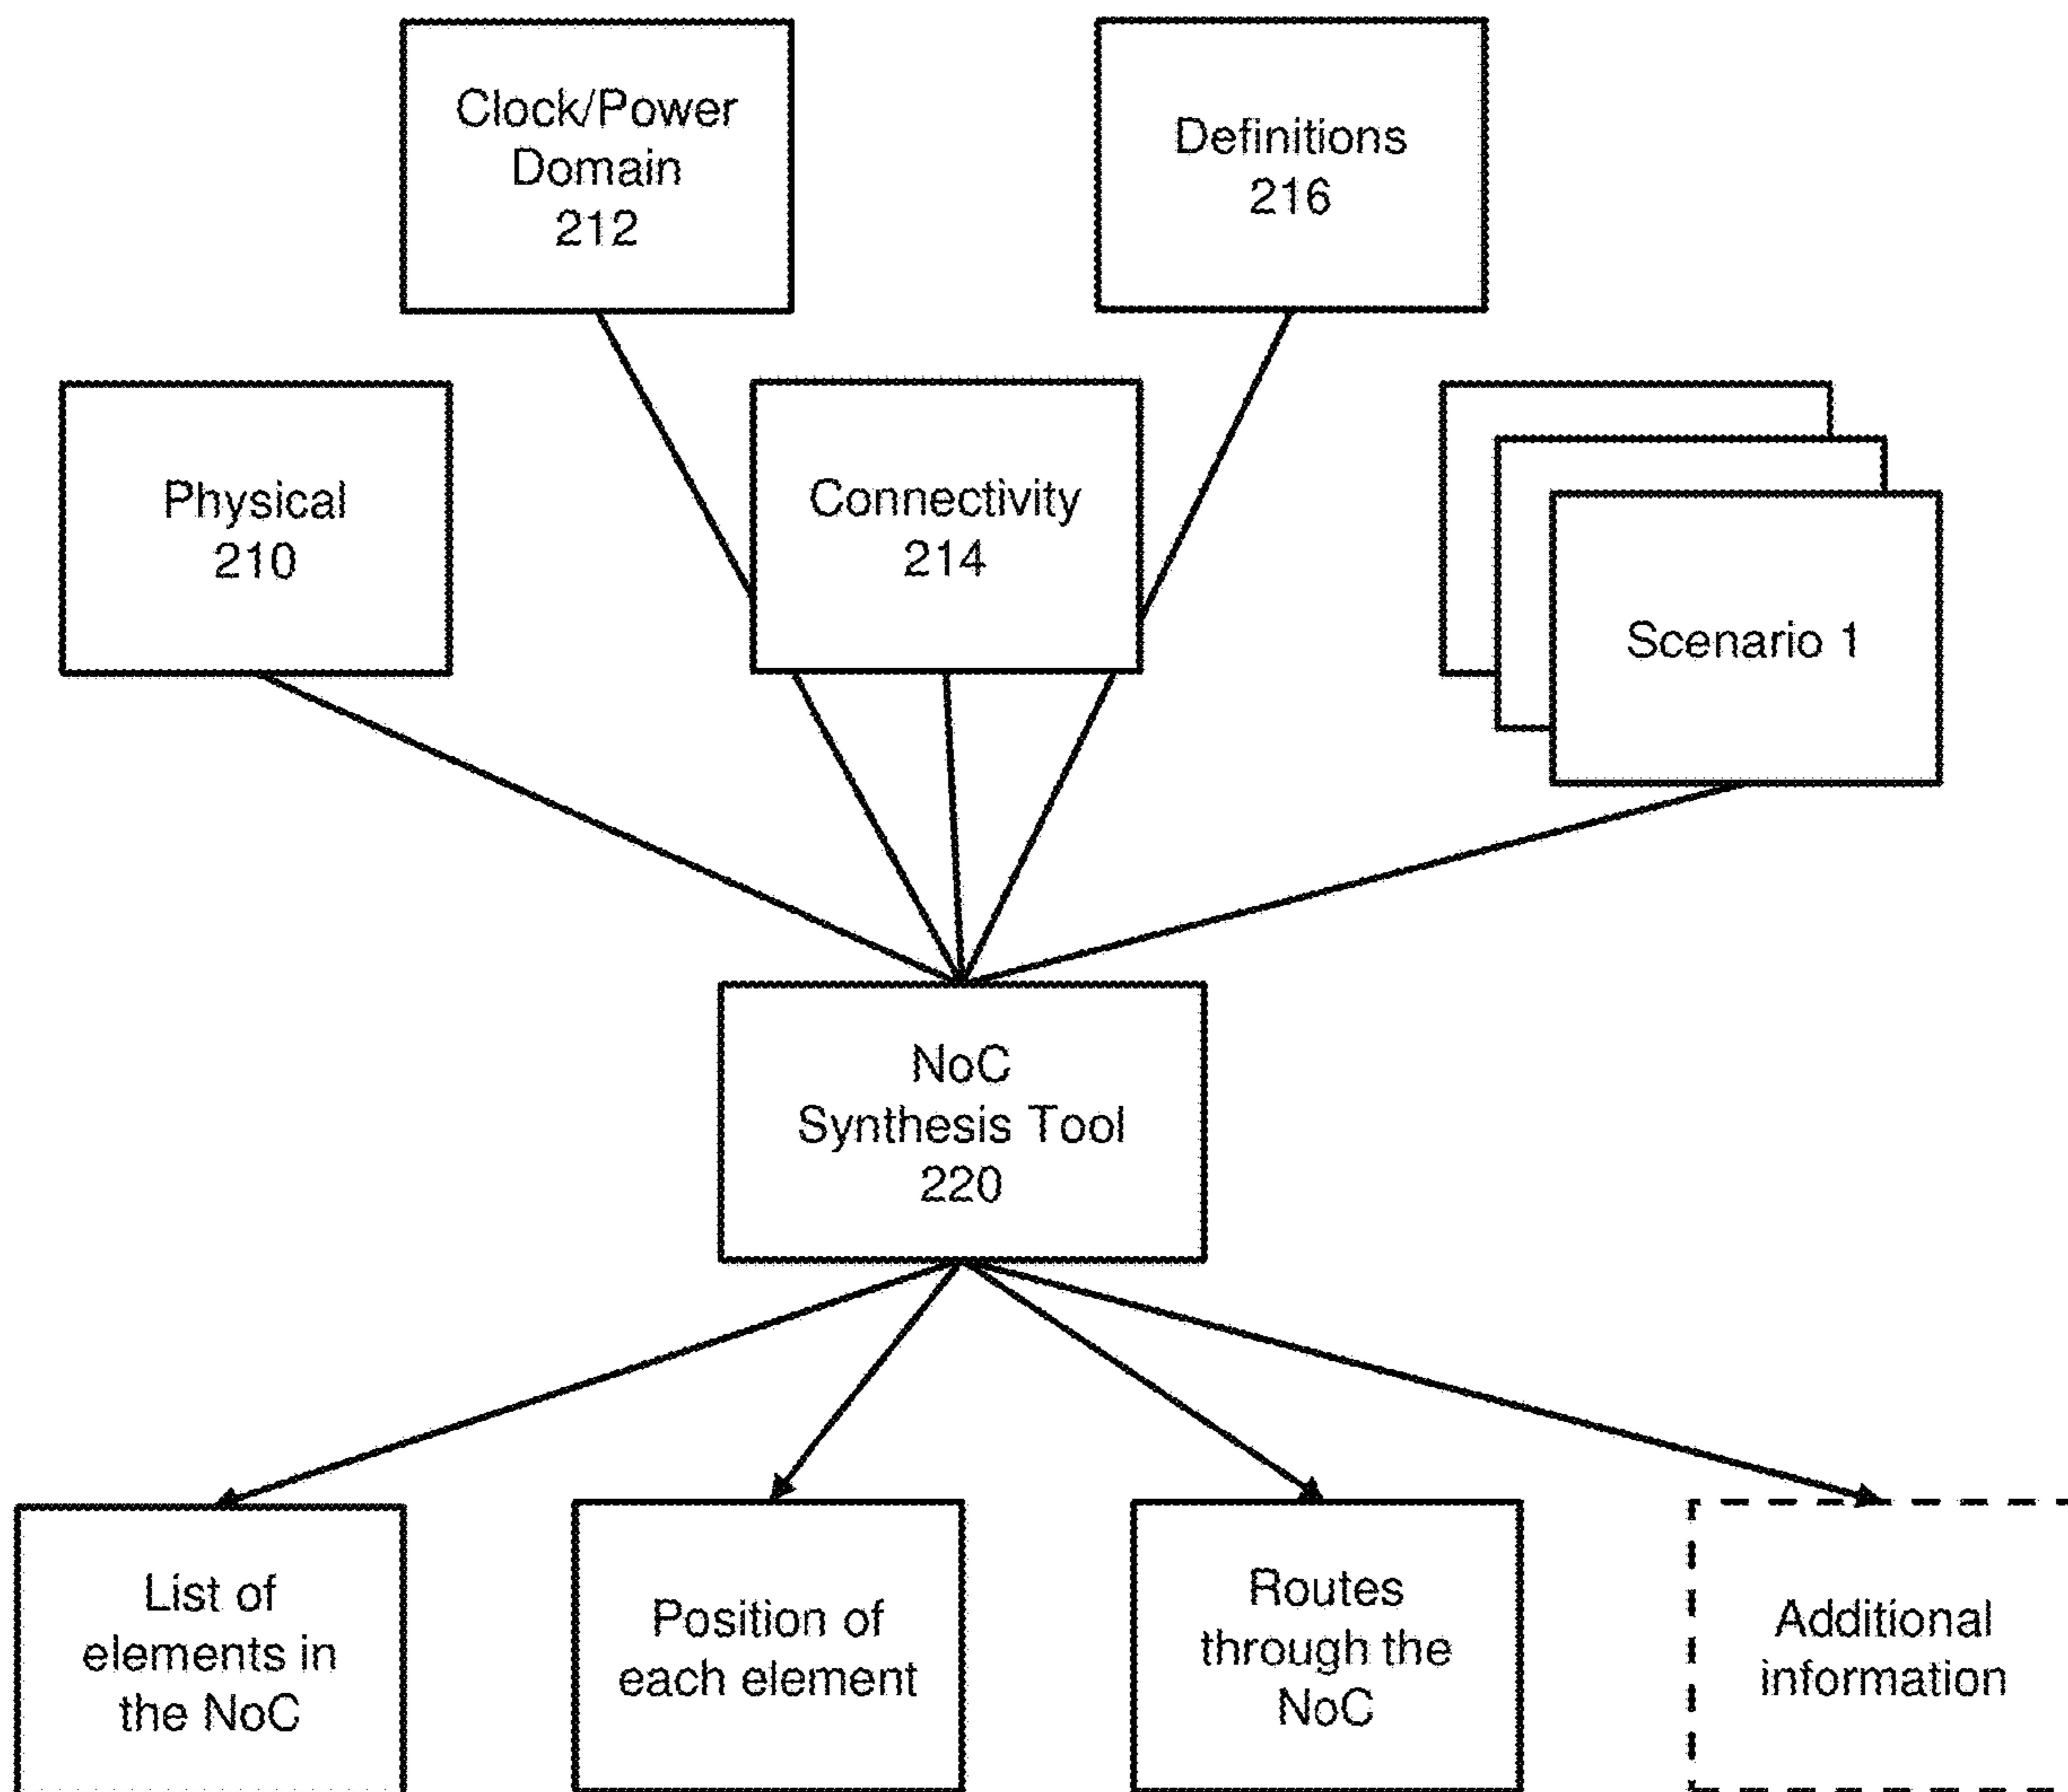 Clock/Power
Domain
212
Definitions
216
Physical
210
Connectivity
214
Scenario 1
NoC
Synthesis Tool
220
List of
elements in
the NoC
Position of
each element
Routes
through the
NoC
Additional
information